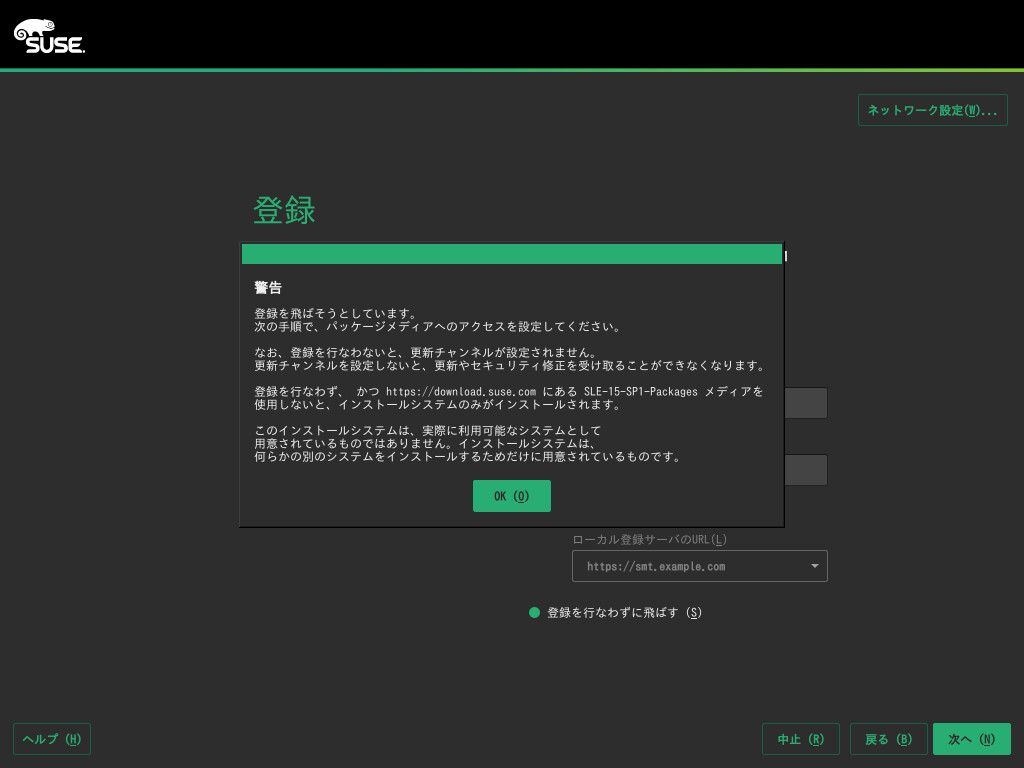 SUSE.
ネットワーク設定(W)...
登録
警告
登録を飛ばそうとしています。
次の手順で、パッケージメディアへのアクセスを設定してください。
なお、登録を行なわないと、更新チャンネルが設定されません。
更新チャンネルを設定しないと、更新やセキュリティ修正を受け取ることができなくなります。
登録を行なわず、 かつ https://download.suse.com にある SLE-15-SP1-Packages メディアを
使用しないと、インストールシステムのみがインストールされます。
このインストールシステムは、実際に利用可能なシステムとして
用意されているものではありません。インストールシステムは、
何らかの別のシステムをインストールするためだけに用意されているものです。
OK (O)
ローカル登録サーバのURL(L)
https://smt.example.com
登録を行なわずに飛ばす (S)
ヘルプ (H)
中止 (R)
戻る (B)
次へ (N)